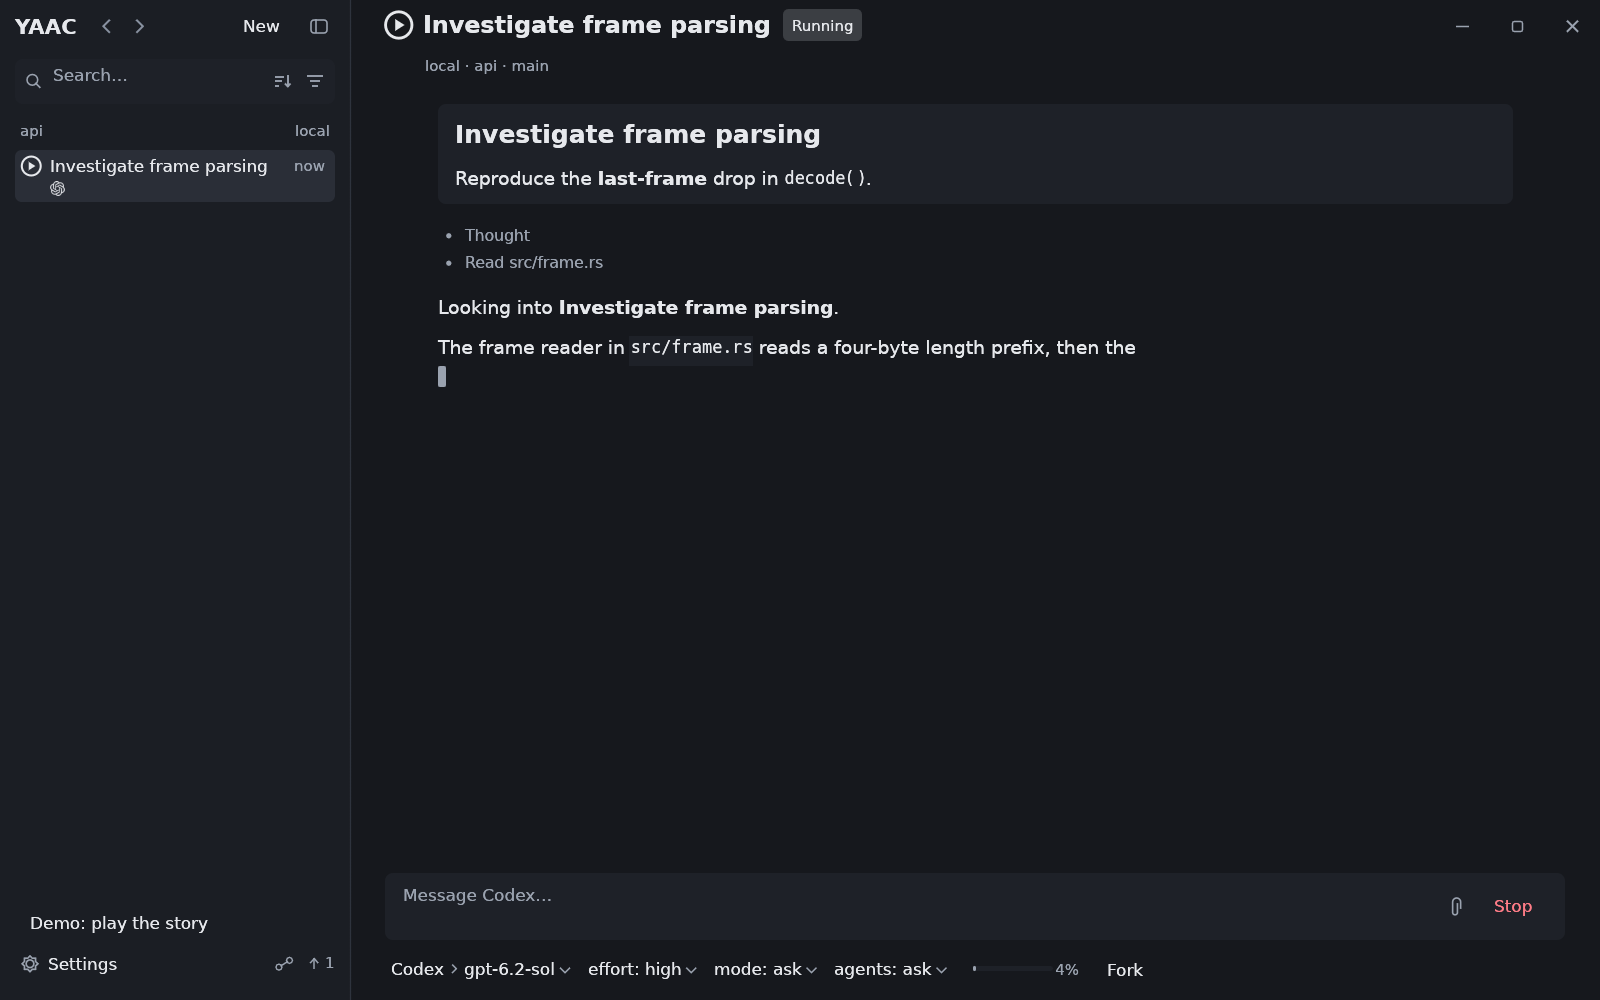 YAAC New
Search...
api local
Investigate frame parsing now
Demo: play the story
Settings 1
Investigate frame parsing Running
local · api · main
Investigate frame parsing
Reproduce the last-frame drop in decode().
• Thought
• Read src/frame.rs
Looking into Investigate frame parsing.
The frame reader in src/frame.rs reads a four-byte length prefix, then the
Message Codex... Stop
Codex > gpt-6.2-sol effort: high mode: ask agents: ask 4% Fork